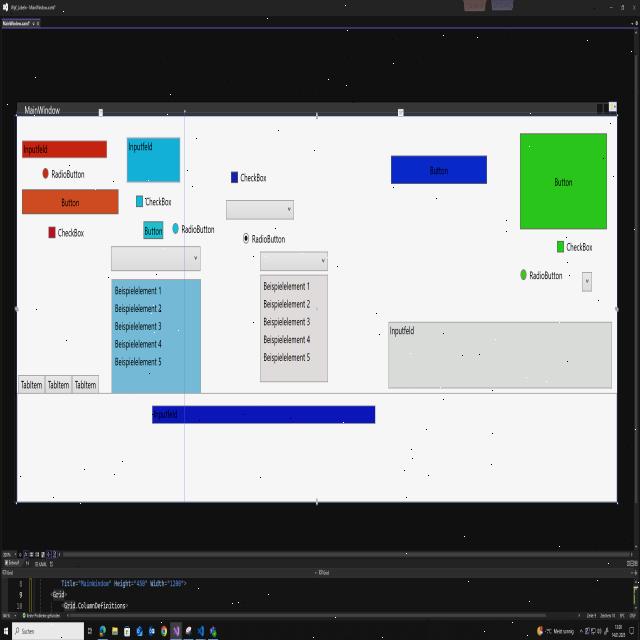 MainWindow.xaml*
MainWindow
Inputfeld
Inputfeld
RadioButton
CheckBox
Button
Button
CheckBox
Button
Button
RadioButton
CheckBox
RadioButton
CheckBox
RadioButton
Beispielelement 1
Beispielelement 2
Beispielelement 3
Beispielelement 4
Beispielelement 5
Beispielelement 1
Beispielelement 2
Beispielelement 3
Beispielelement 4
Beispielelement 5
Inputfeld
TabItem TabItem TabItem
Inputfeld
8 Title="MainWindow" Height="450" Width="1200">
9 <Grid>
10 <Grid.ColumnDefinitions>
Suchen